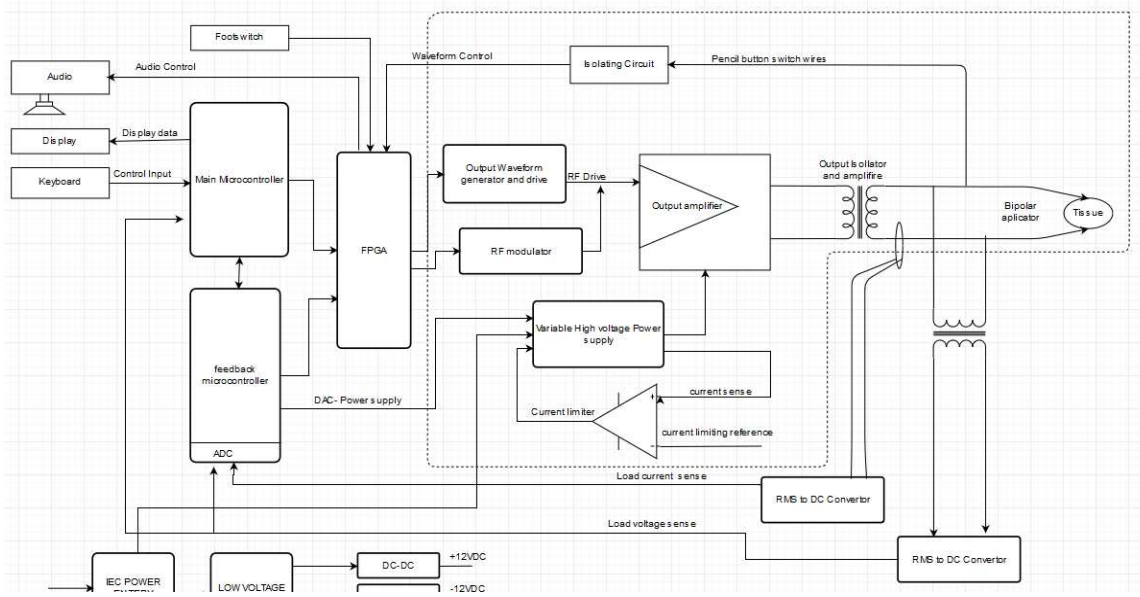 Footswitch
Waveform Control
Isolating Circuit
Pencil button switch wires
Audio
Audio Control
Display
Display data
Keyboard
Control Input
Main Microcontroller
FPGA
Output Waveform
generator and drive
RF Drive
RF modulator
Output amplifier
Output Isollator
and amplifire
Bipolar
aplicator
Tissue
Variable High voltage Power
supply
feedback
microcontroller
ADC
DAC- Power supply
Current limiter
+
-
current sense
current limiting reference
Load current sense
RMS to DC Convertor
Load voltage sense
RMS to DC Convertor
IEC POWER
LOW VOLTAGE
DC-DC
+12VDC
-12VDC